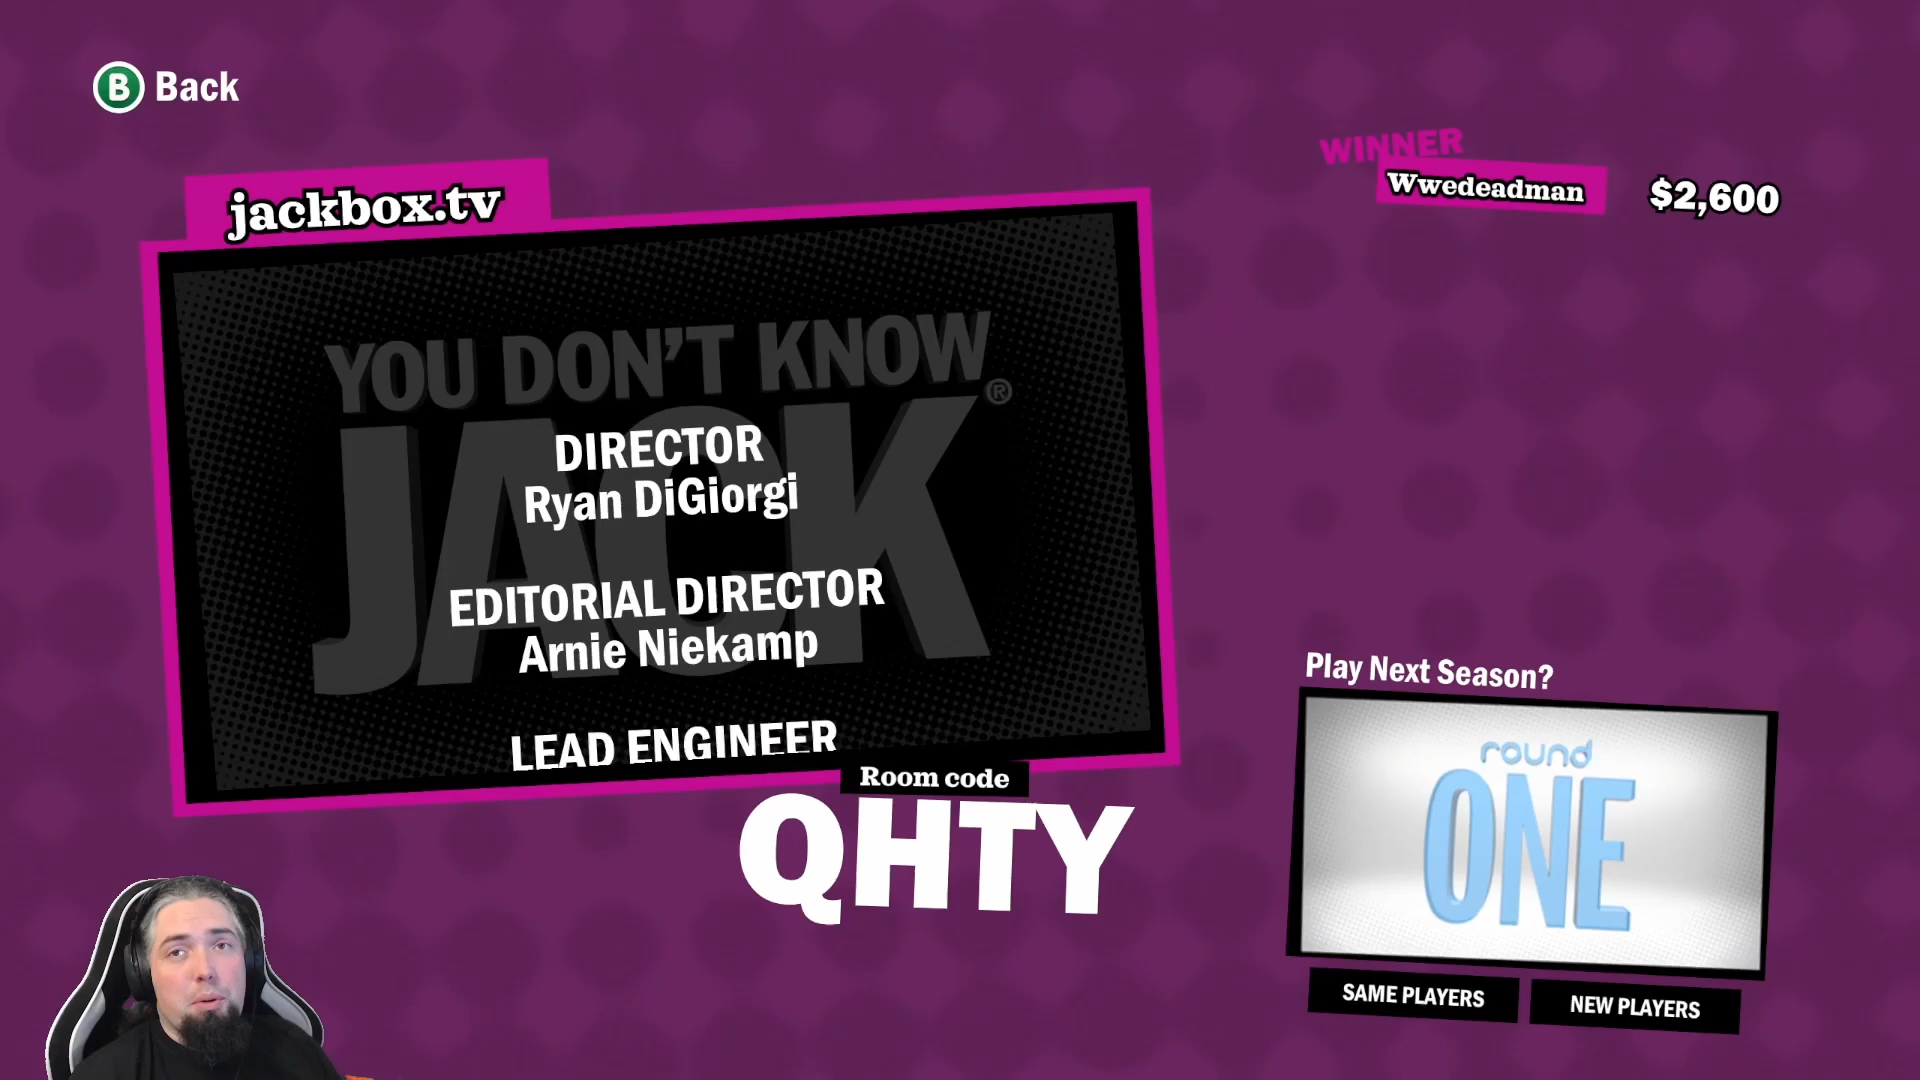 B Back
jackbox.tv
WINNER
Wwedeadman
$2,600
YOU DON'T KNOW
JACK®
DIRECTOR
Ryan DiGiorgi
EDITORIAL DIRECTOR
Arnie Niekamp
LEAD ENGINEER
Room code
QHTY
Play Next Season?
round
ONE
SAME PLAYERS
NEW PLAYERS